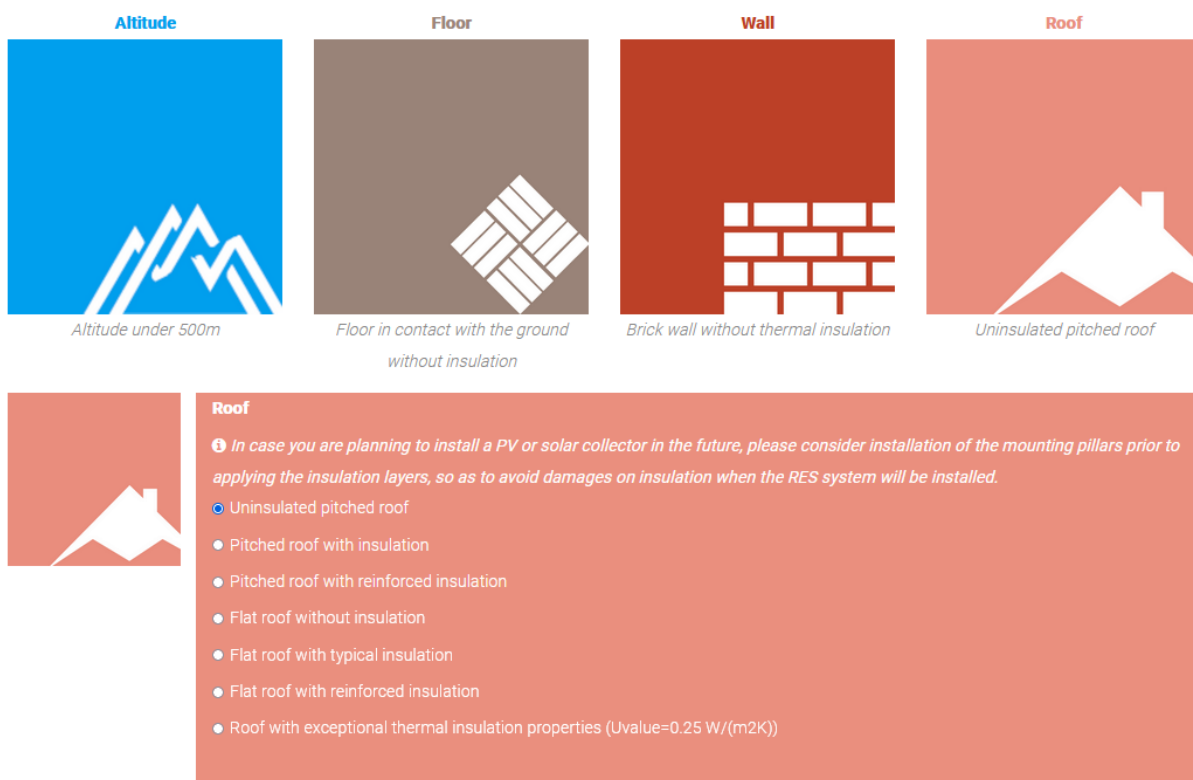 Altitude
Floor
Wall
Roof
Altitude under 500m
Floor in contact with the ground
without insulation
Brick wall without thermal insulation
Uninsulated pitched roof
Roof
In case you are planning to install a PV or solar collector in the future, please consider installation of the mounting pillars prior to
applying the insulation layers, so as to avoid damages on insulation when the RES system will be installed.
Uninsulated pitched roof
Pitched roof with insulation
Pitched roof with reinforced insulation
Flat roof without insulation
Flat roof with typical insulation
Flat roof with reinforced insulation
Roof with exceptional thermal insulation properties (Uvalue=0.25 W/(m2K))